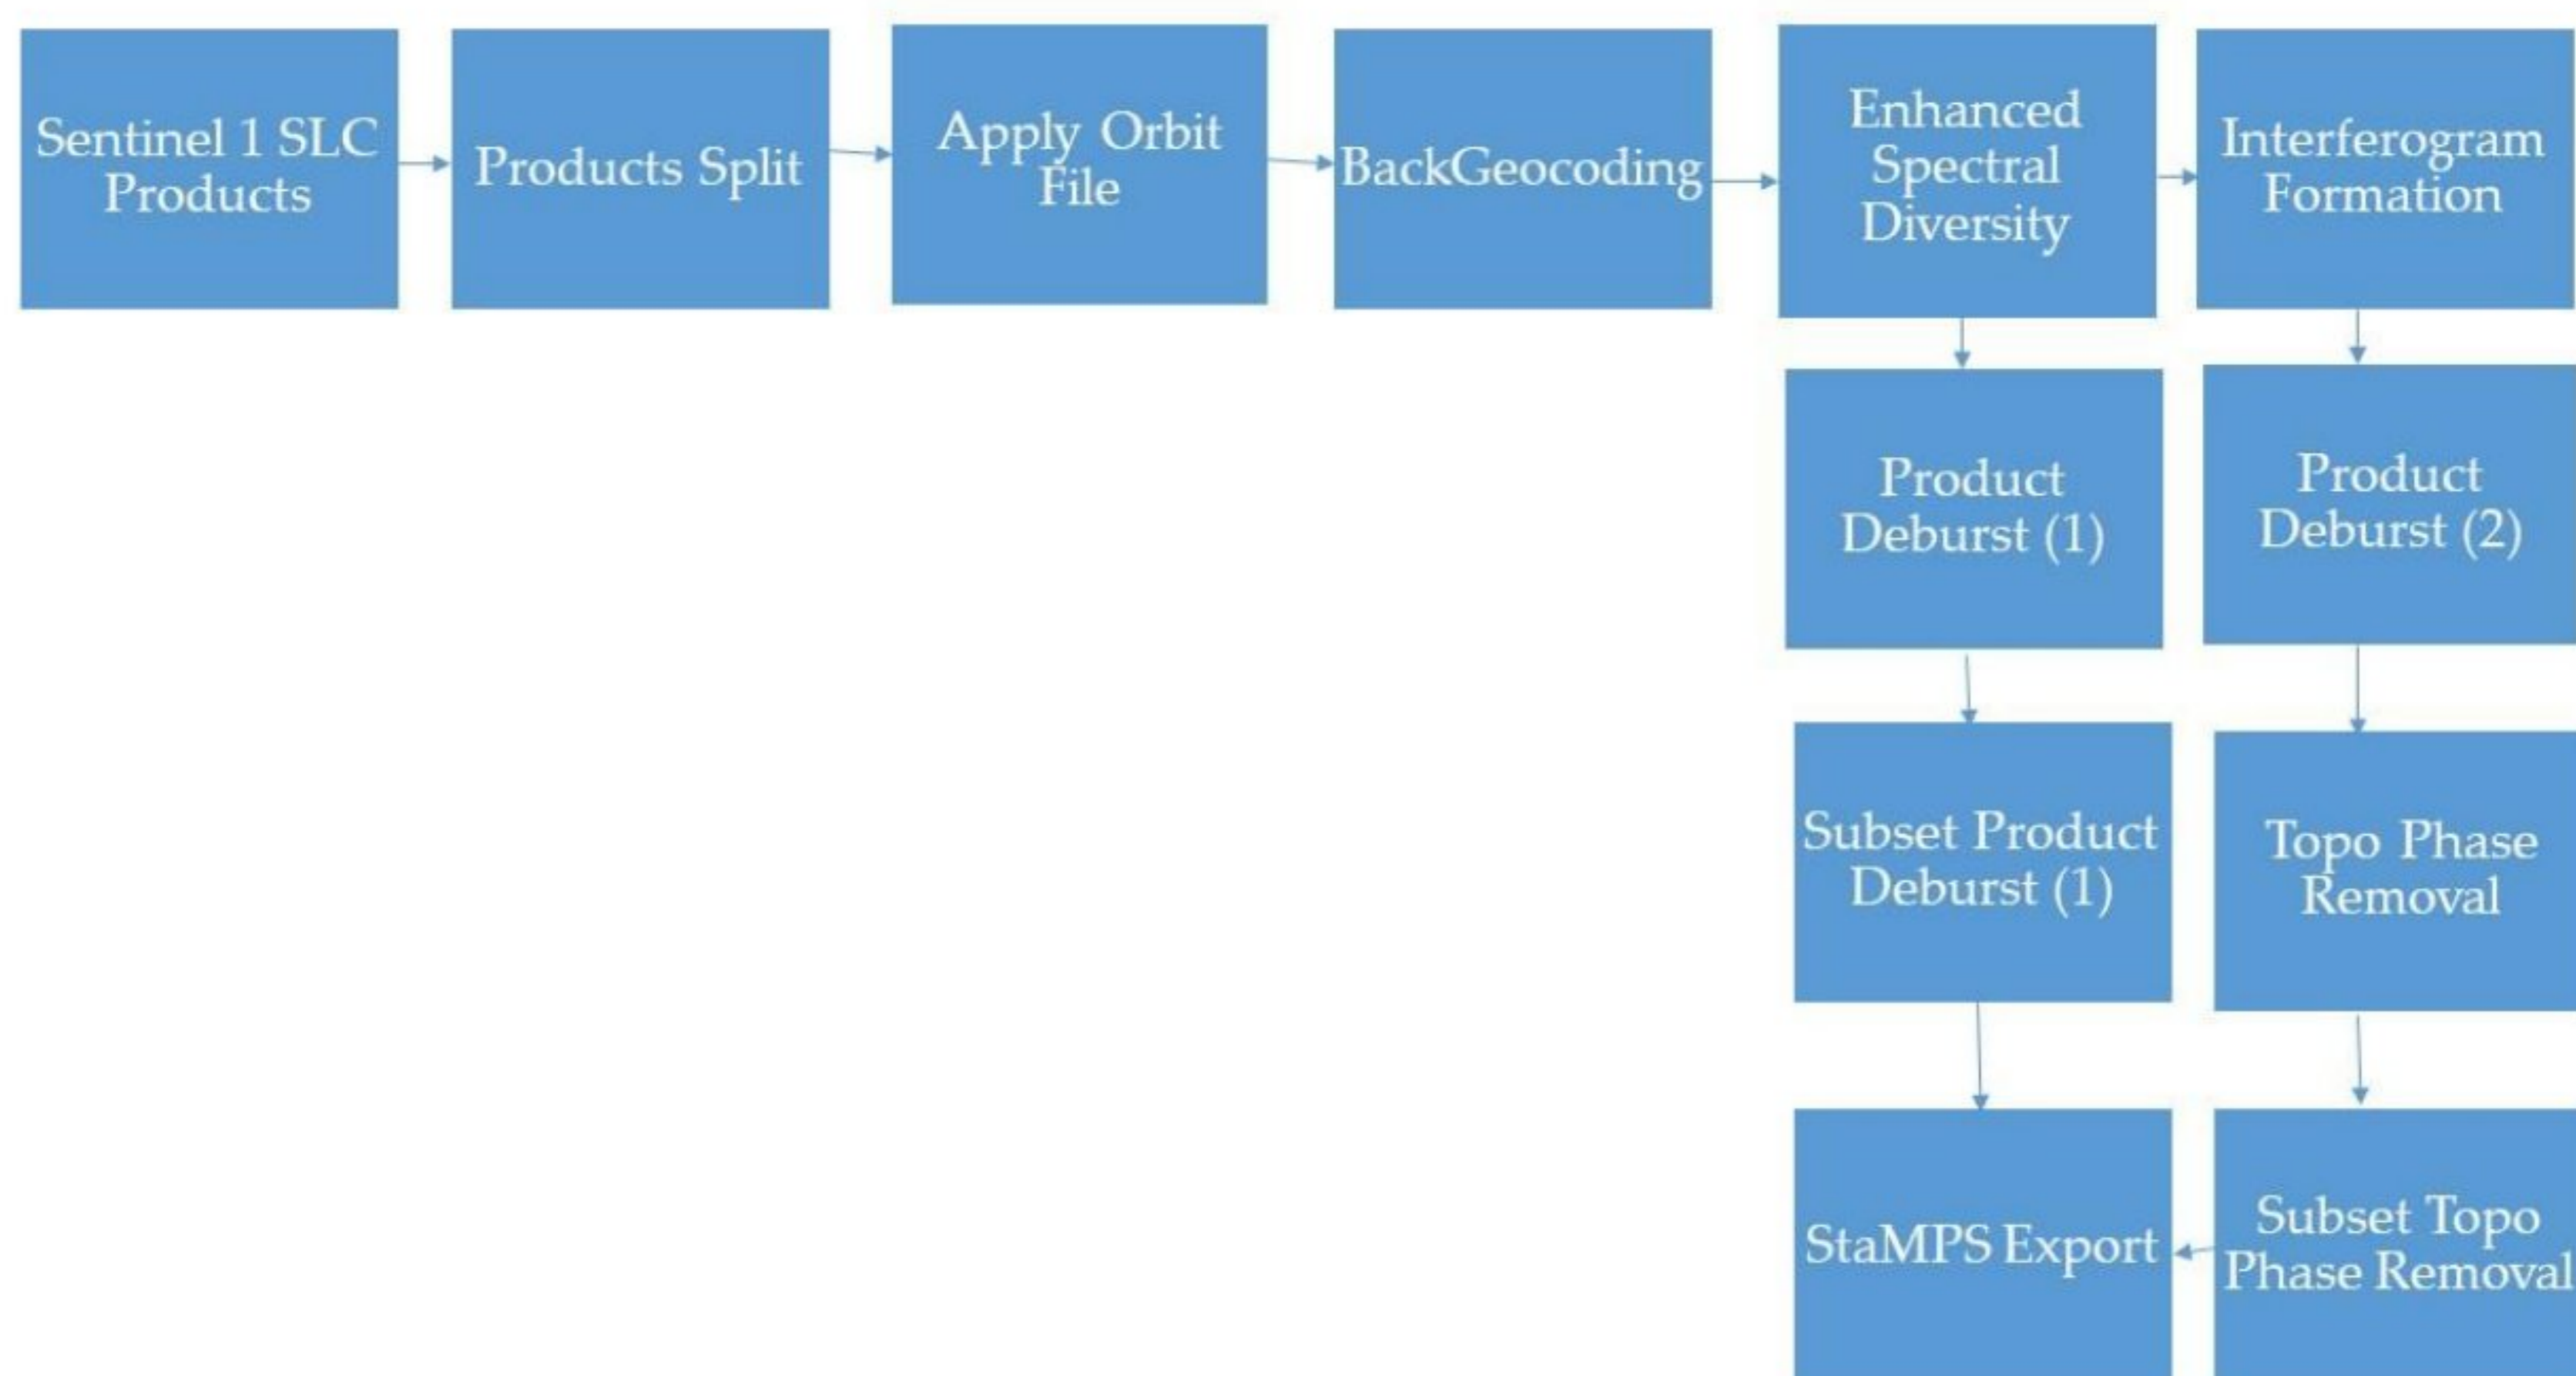 Sentinel 1 SLC
Products
Products Split
Apply Orbit
File
BackGeocoding
Enhanced
Spectral
Diversity
Interferogram
Formation
Product
Deburst (1)
Product
Deburst (2)
Subset Product
Deburst (1)
Topo Phase
Removal
StaMPS Export
Subset Topo
Phase Removal